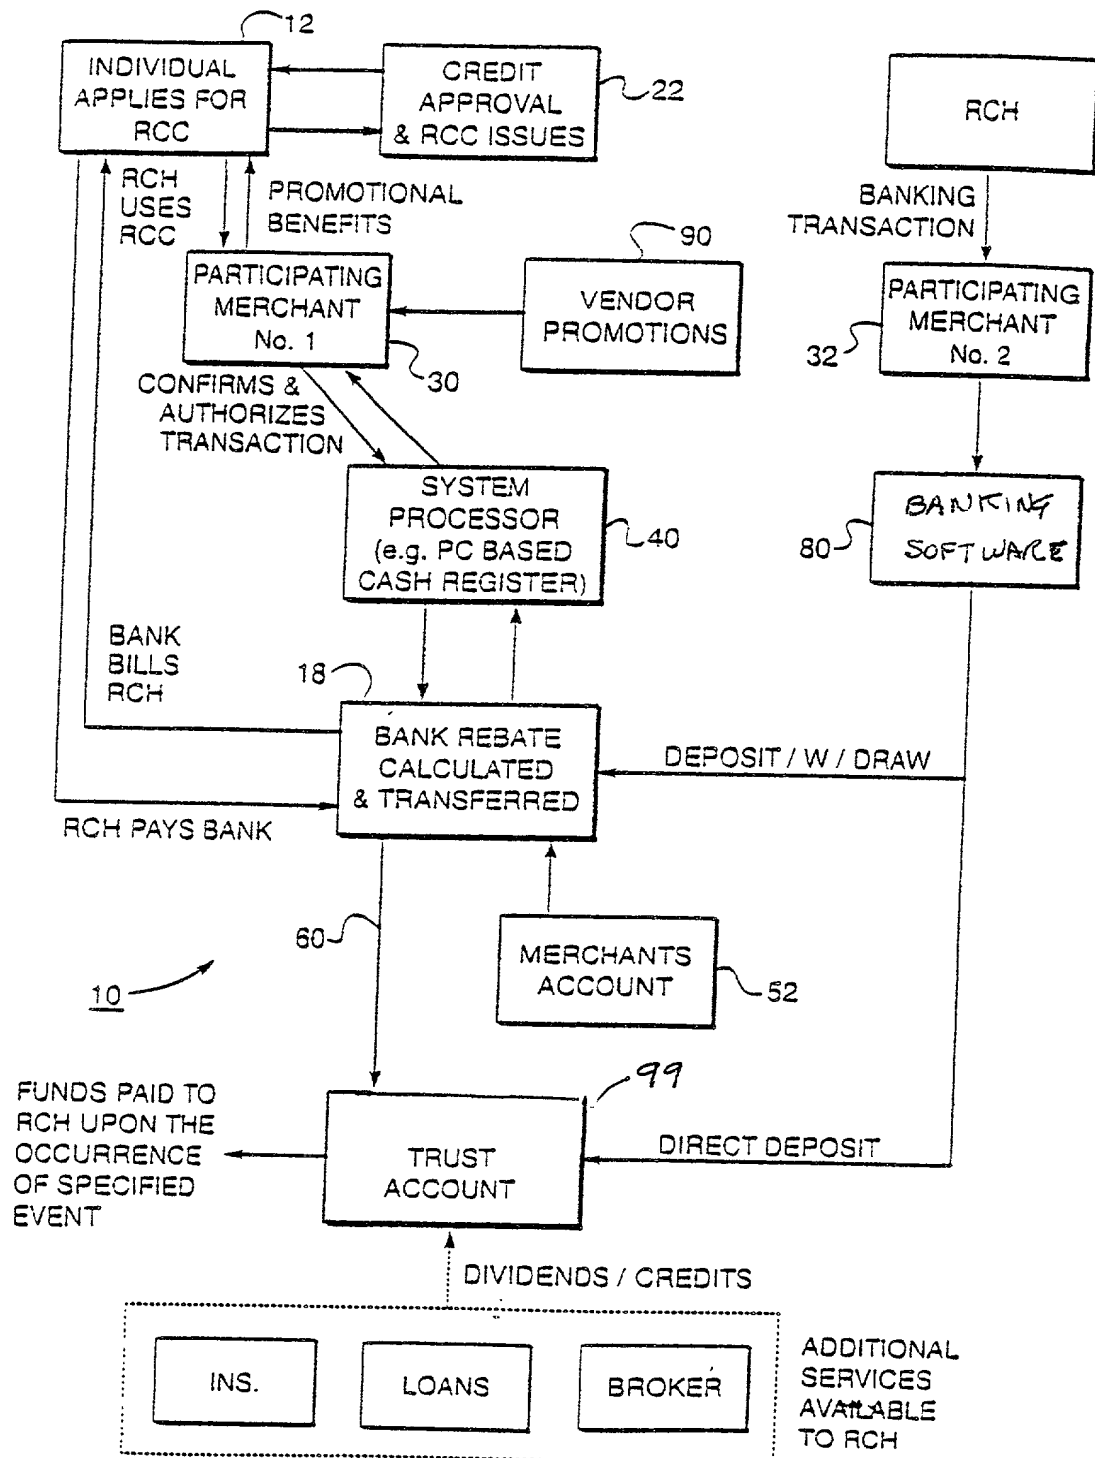 12
INDIVIDUAL
APPLIES FOR
RCC
CREDIT
APPROVAL
& RCC ISSUES
22
RCH
RCH
USES
RCC
PROMOTIONAL
BENEFITS
BANKING
TRANSACTION
90
PARTICIPATING
MERCHANT
No. 1
30
VENDOR
PROMOTIONS
PARTICIPATING
MERCHANT
No. 2
32
CONFIRMS &
AUTHORIZES
TRANSACTION
SYSTEM
PROCESSOR
(e.g. PC BASED
CASH REGISTER)
40
BANKING
SOFTWARE
80
BANK
BILLS
RCH
18
BANK REBATE
CALCULATED
& TRANSFERRED
DEPOSIT / W / DRAW
RCH PAYS BANK
60
MERCHANTS
ACCOUNT
52
10
99
FUNDS PAID TO
RCH UPON THE
OCCURRENCE
OF SPECIFIED
EVENT
TRUST
ACCOUNT
DIRECT DEPOSIT
DIVIDENDS / CREDITS
INS.
LOANS
BROKER
ADDITIONAL
SERVICES
AVAILABLE
TO RCH